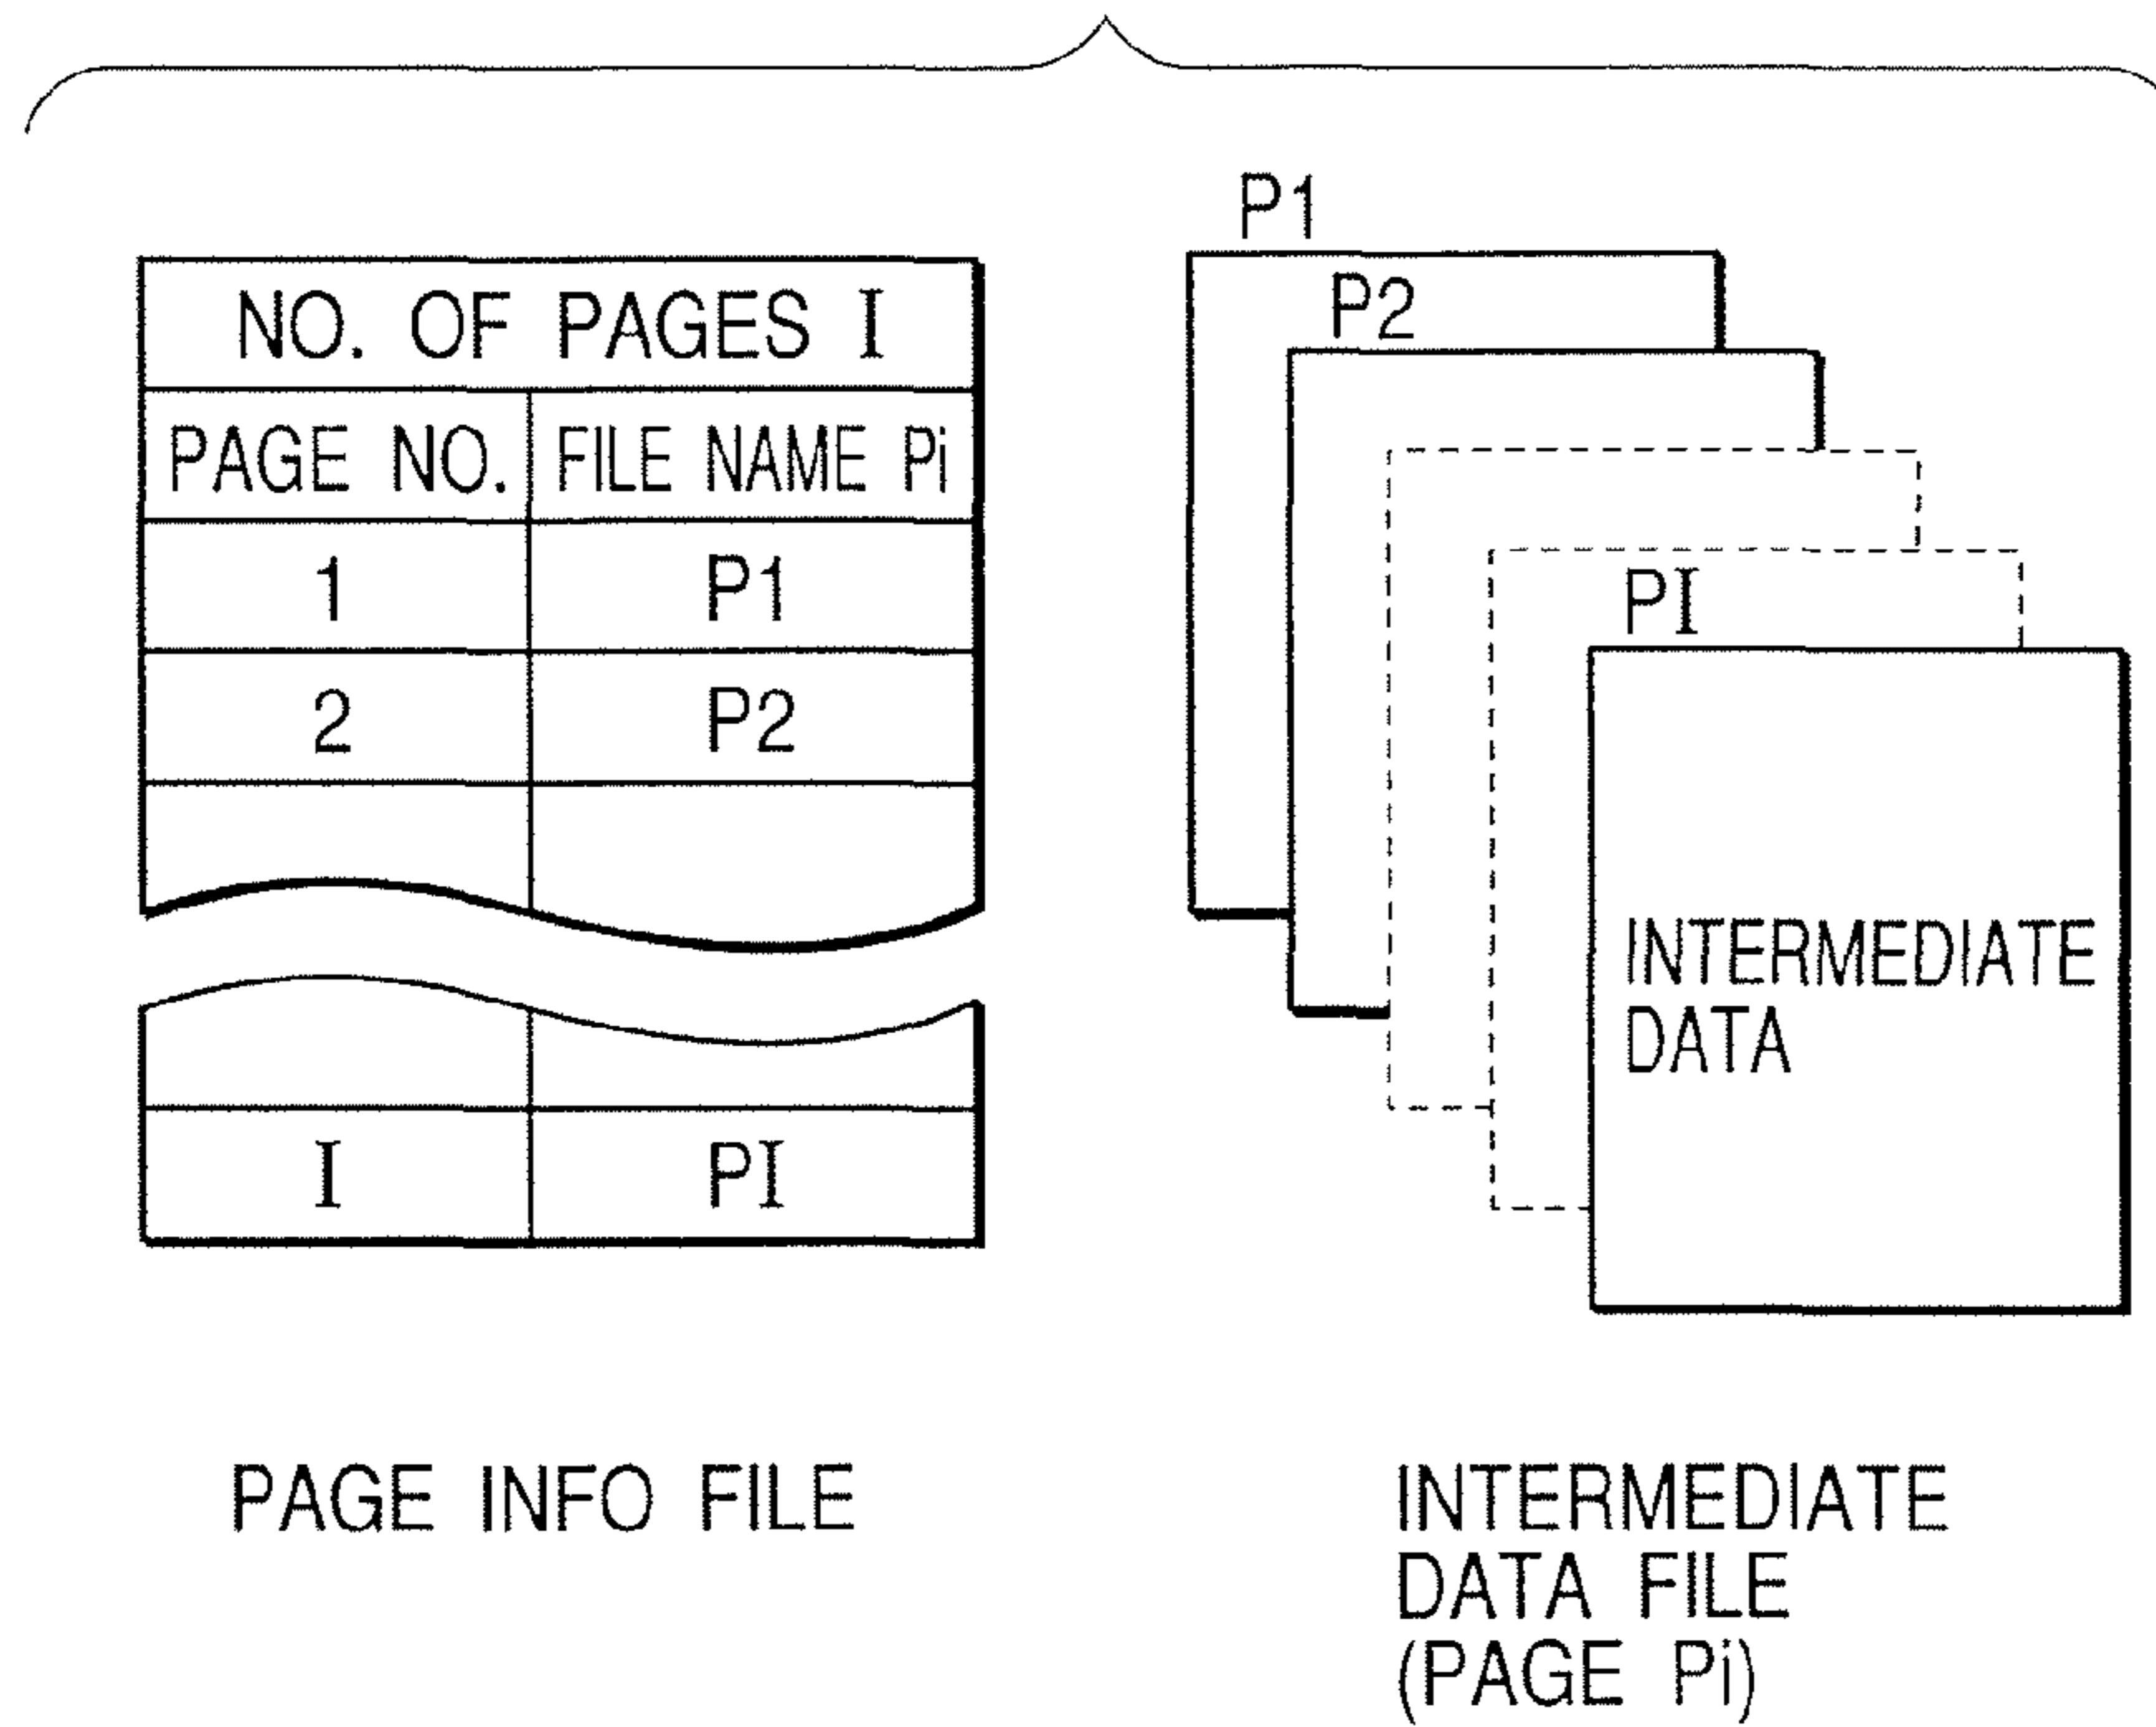 NO. OF PAGES I
PAGE NO. FILE NAME Pi
1 P1
2 P2
I PI
PAGE INFO FILE
P1
P2
PI
INTERMEDIATE
DATA
INTERMEDIATE
DATA FILE
(PAGE Pi)